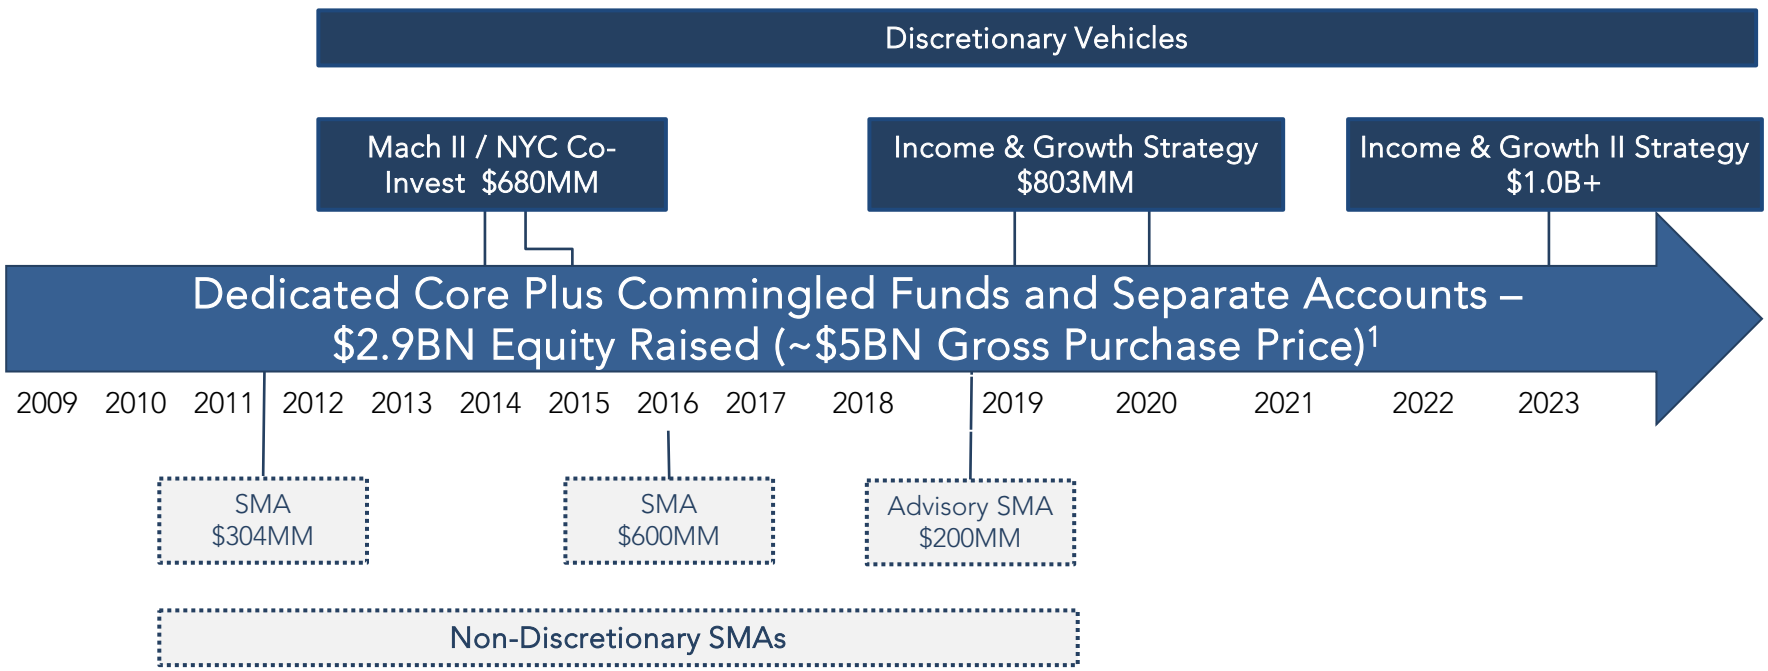 Discretionary Vehicles
Mach II / NYC Co-
Invest $680MM
Income & Growth Strategy
$803MM
Income & Growth II Strategy
$1.0B+
Dedicated Core Plus Commingled Funds and Separate Accounts –
$2.9BN Equity Raised (~$5BN Gross Purchase Price)¹
2009 2010 2011 2012 2013 2014 2015 2016 2017 2018 2019 2020 2021 2022 2023
SMA
$304MM
SMA
$600MM
Advisory SMA
$200MM
Non-Discretionary SMAs